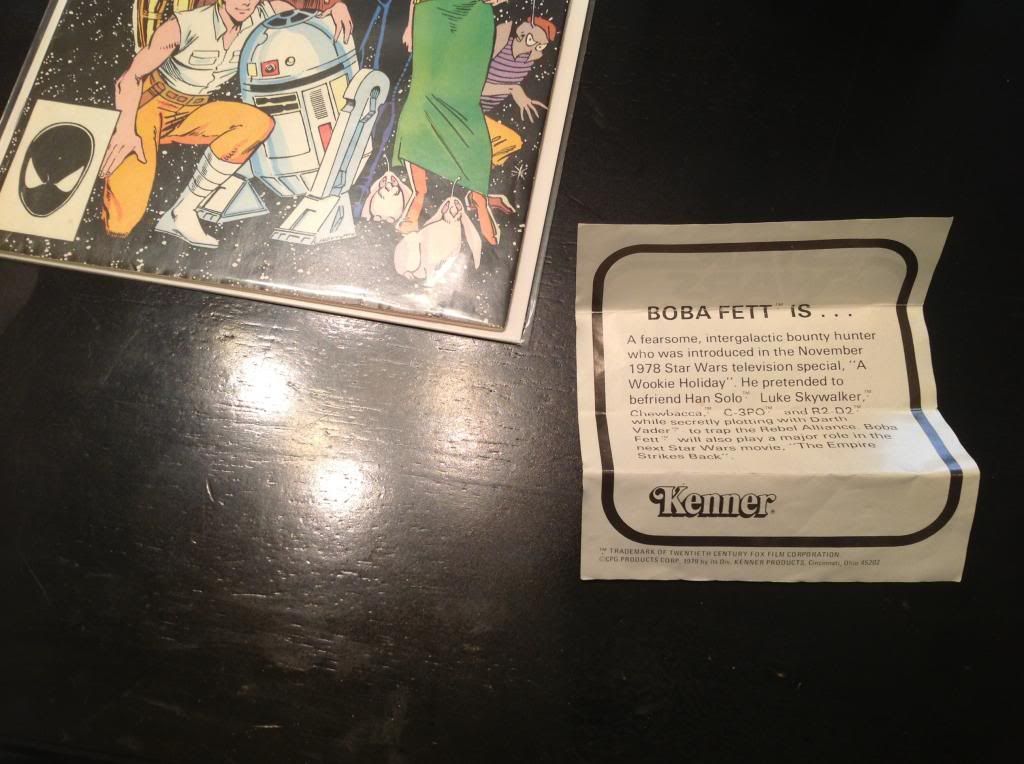 BOBA FETT™ IS . . .
A fearsome, intergalactic bounty hunter
who was introduced in the November
1978 Star Wars television special, "A
Wookie Holiday". He pretended to
befriend Han Solo™ Luke Skywalker,™
Chewbacca,™ C-3PO™ and R2-D2™
while secretly plotting with Darth
Vader™ to trap the Rebel Alliance. Boba
Fett™ will also play a major role in the
next Star Wars movie, "The Empire
Strikes Back".
Kenner®
™ TRADEMARK OF TWENTIETH CENTURY FOX FILM CORPORATION
©CPG PRODUCTS CORP. 1979 by its Div. KENNER PRODUCTS, Cincinnati, Ohio 45202